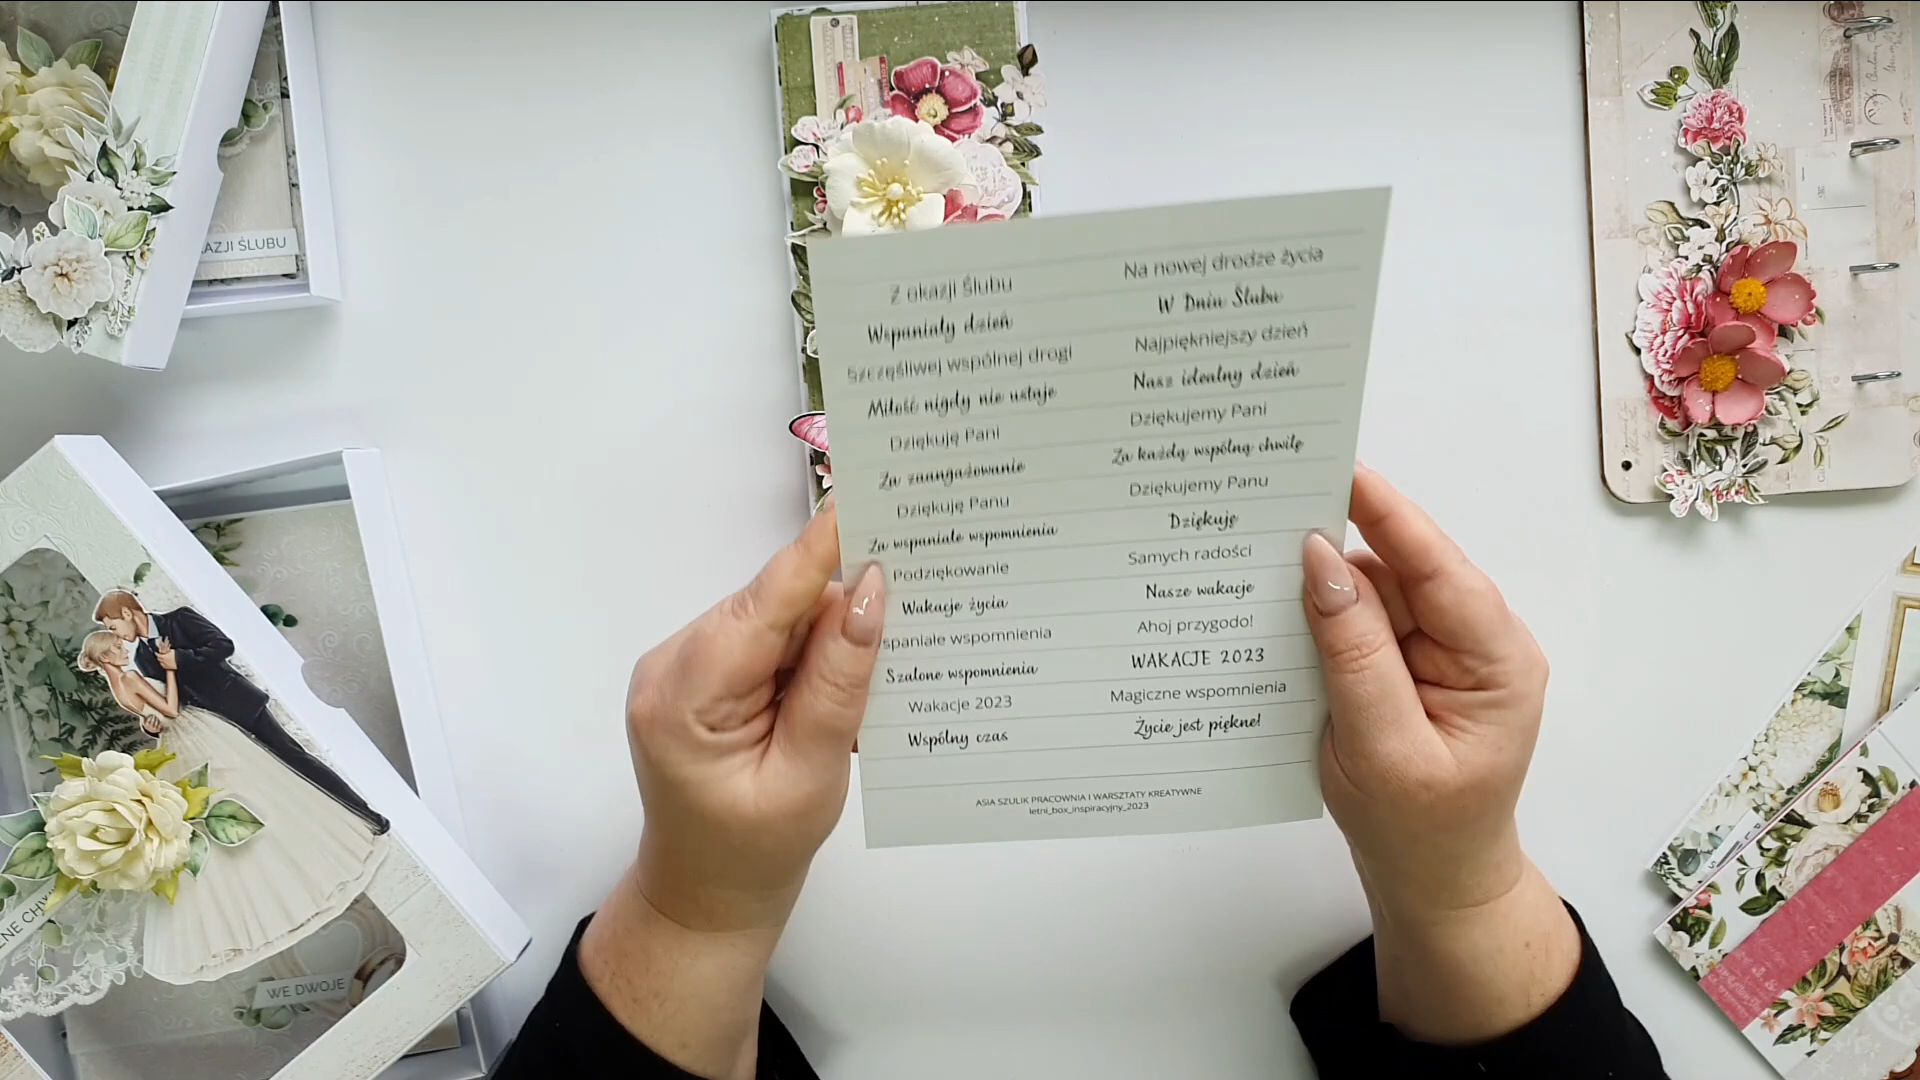 AZJI ŚLUBU
Z okazji Ślubu
Wspaniały dzień
Szczęśliwej wspólnej drogi
Miłość nigdy nie ustaje
Dziękuję Pani
Za zaangażowanie
Dziękuję Panu
Za wspaniałe wspomnienia
Podziękowanie
Wakacje życia
spaniałe wspomnienia
Szalone wspomnienia
Wakacje 2023
Wspólny czas
Na nowej drodze życia
W Dniu Ślubu
Najpiękniejszy dzień
Nasz idealny dzień
Dziękujemy Pani
Za każdą wspólną chwilę
Dziękujemy Panu
Dziękuję
Samych radości
Nasze wakacje
Ahoj przygodo!
WAKACJE 2023
Magiczne wspomnienia
Życie jest piękne!
ASIA SZULIK PRACOWNIA I WARSZTATY KREATYWNE
letni_box_inspiracyjny_2023
WE DWOJE